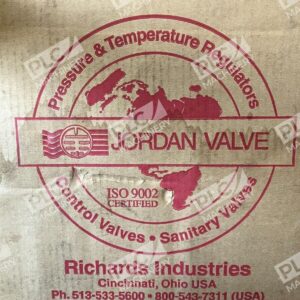 Pressure & Temperature Regulators
JORDAN VALVE
ISO 9002
CERTIFIED
Control Valves • Sanitary Valves
Richards Industries
Cincinnati, Ohio USA
Ph. 513-533-5600 • 800-543-7311 (USA)